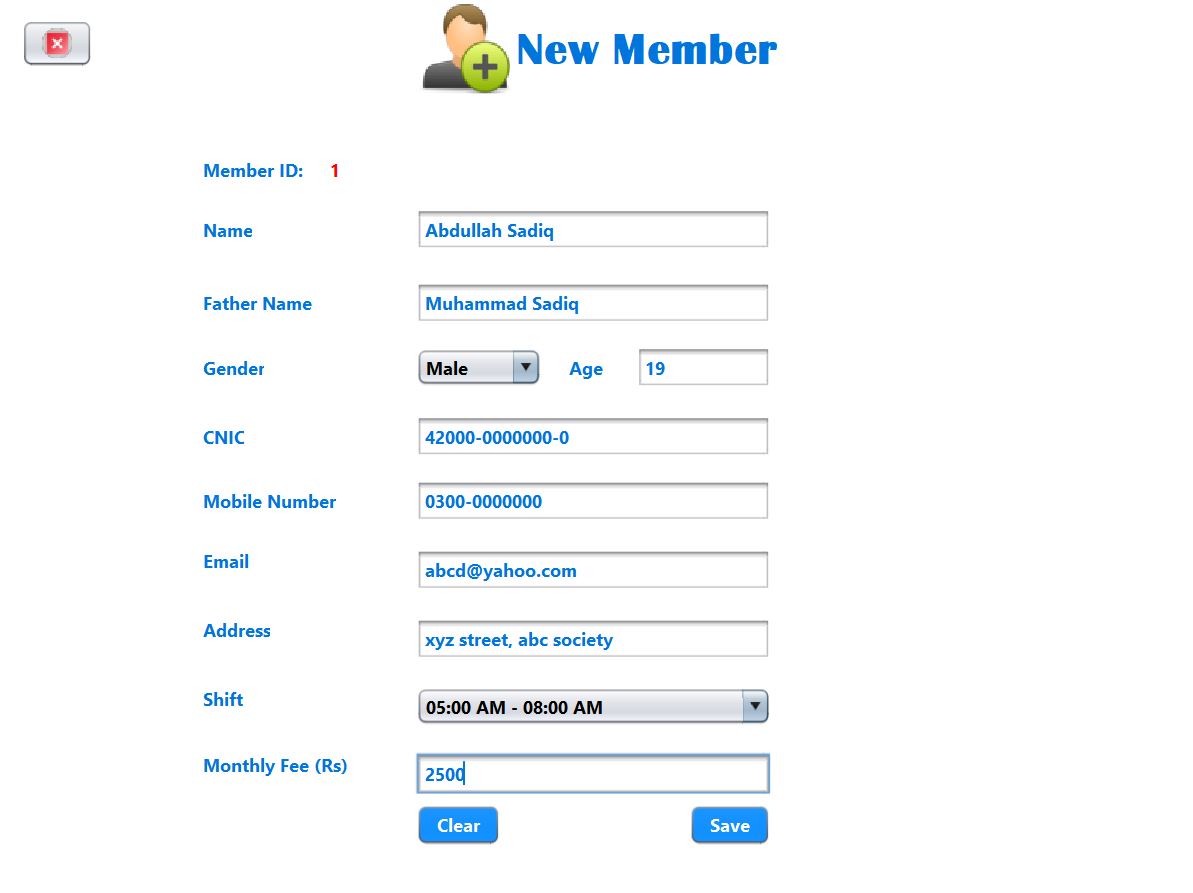 New Member
Member ID: 1
Name Abdullah Sadiq
Father Name Muhammad Sadiq
Gender Male Age 19
CNIC 42000-0000000-0
Mobile Number 0300-0000000
Email abcd@yahoo.com
Address xyz street, abc society
Shift 05:00 AM - 08:00 AM
Monthly Fee (Rs) 2500
Clear Save